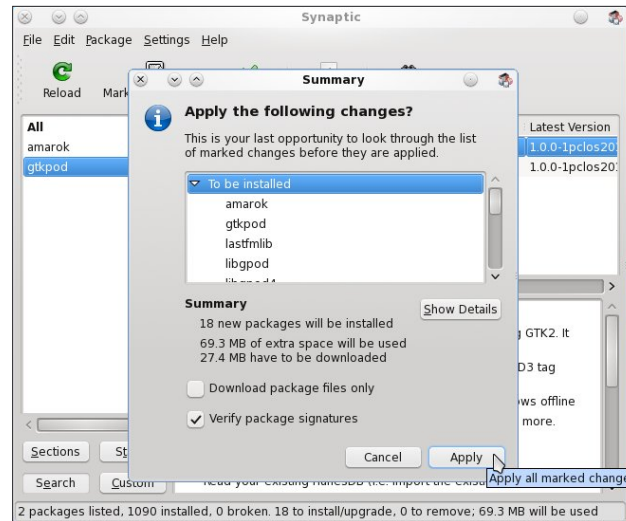 Synaptic
File Edit Package Settings Help
Reload
Summary
Apply the following changes?
This is your last opportunity to look through the list
of marked changes before they are applied.
To be installed
amarok
gtkpod
lastfmlib
libgpod
Summary
Show Details
18 new packages will be installed
69.3 MB of extra space will be used
27.4 MB have to be downloaded
Download package files only
Verify package signatures
Cancel Apply
Apply all marked change
All
amarok
gtkpod
Latest Version
1.0.0-1pclos20
1.0.0-1pclos20
GTK2. It
D3 tag
ws offline
more.
Sections St
Search Custom
2 packages listed, 1090 installed, 0 broken. 18 to install/upgrade, 0 to remove; 69.3 MB will be used